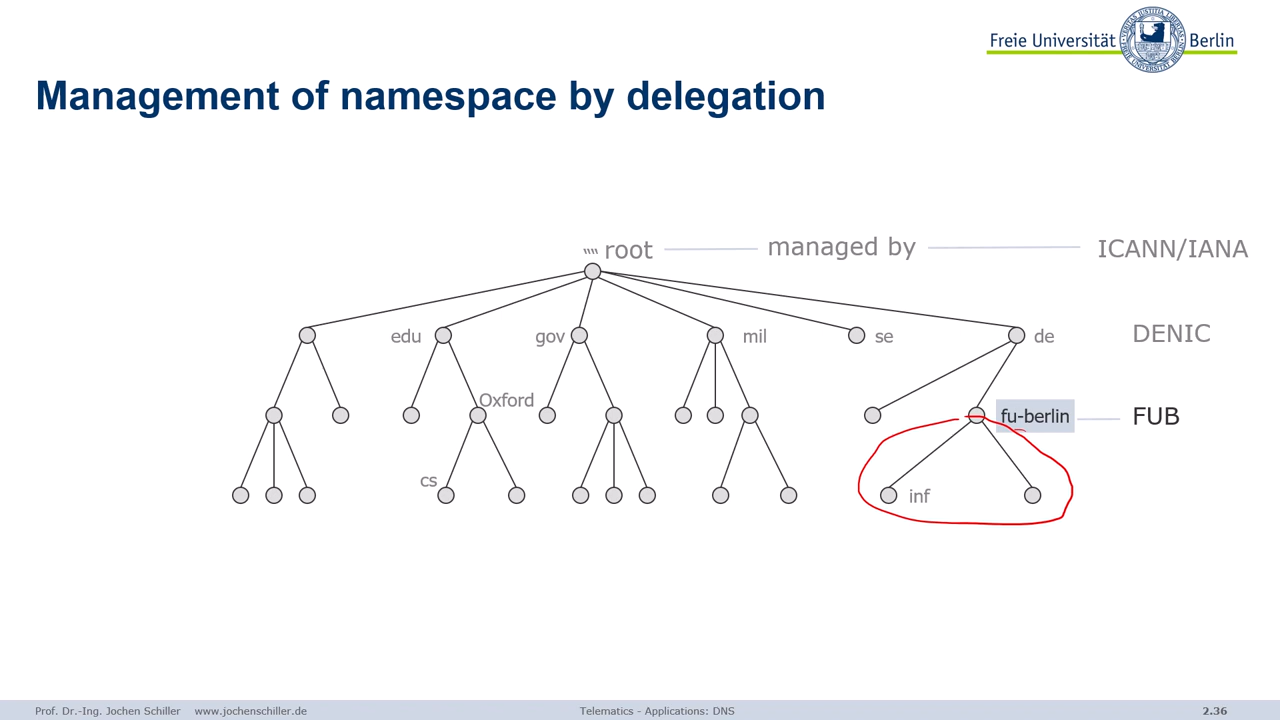 Freie Universität Berlin
Management of namespace by delegation
"" root managed by ICANN/IANA
edu gov mil se de DENIC
Oxford fu-berlin FUB
cs inf
Prof. Dr.-Ing. Jochen Schiller www.jochenschiller.de Telematics - Applications: DNS 2.36